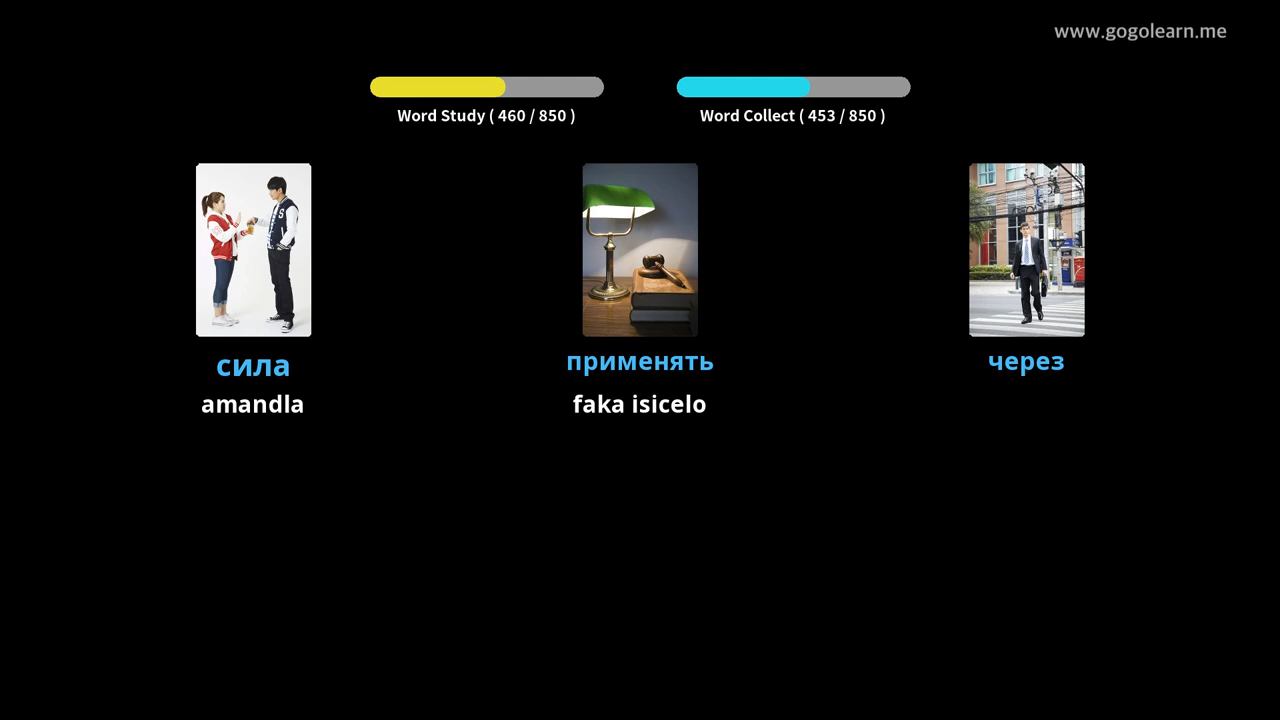 www.gogolearn.me
Word Study ( 460 / 850 )
Word Collect ( 453 / 850 )
сила
применять
через
amandla
faka isicelo